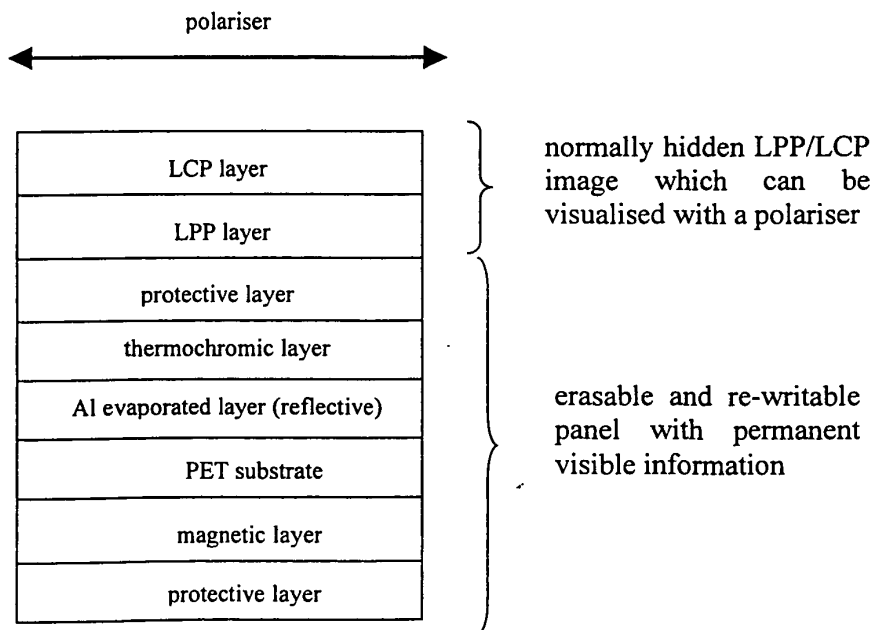 polariser
LCP layer
LPP layer
protective layer
thermochromic layer
Al evaporated layer (reflective)
PET substrate
magnetic layer
protective layer
normally hidden LPP/LCP
image which can be
visualised with a polariser
erasable and re-writable
panel with permanent
visible information